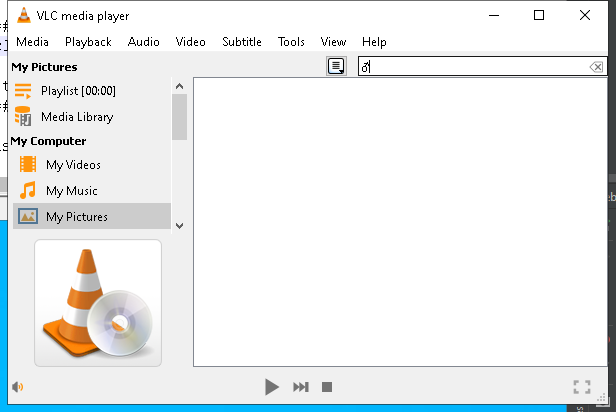 VLC media player
Media Playback Audio Video Subtitle Tools View Help
My Pictures
♂
Playlist [00:00]
Media Library
My Computer
My Videos
My Music
My Pictures